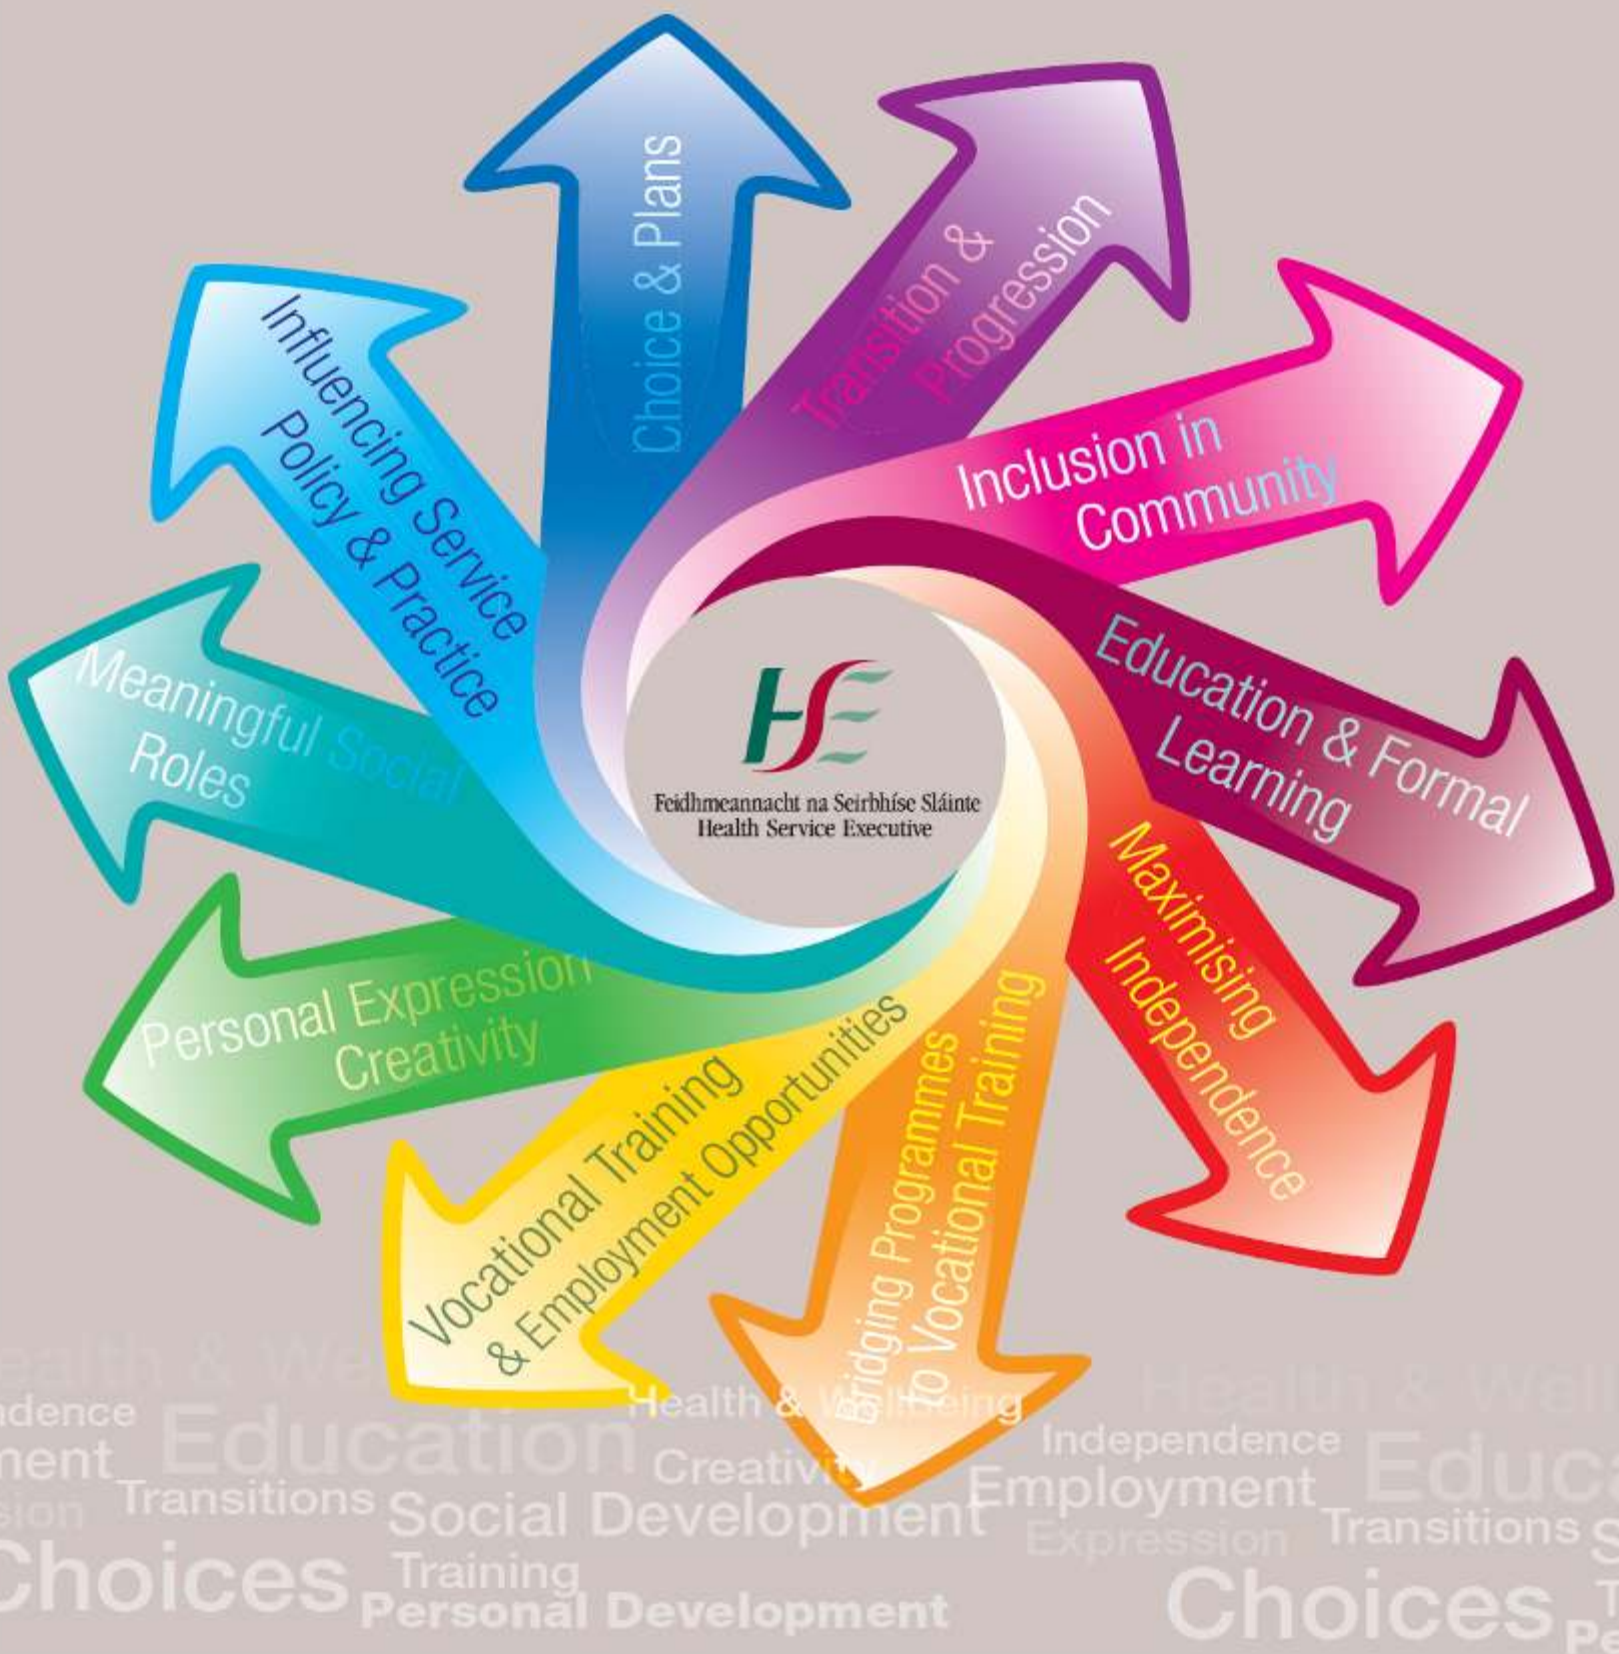 Choice & Plans
Transition &
Progression
Inclusion in
Community
Education & Formal
Learning
Maximising
Independence
Bridging Programmes
to Vocational Training
Vocational Training
& Employment Opportunities
Personal Expression
Creativity
Meaningful Social
Roles
Influencing Service
Policy & Practice
HSE
Feidhmeannacht na Seirbhíse Sláinte
Health Service Executive
Health & Wellbeing
Education
Creativity
Independence
Employment
Transitions
Social Development
Expression
Transitions
Choices
Training
Personal Development
Choices